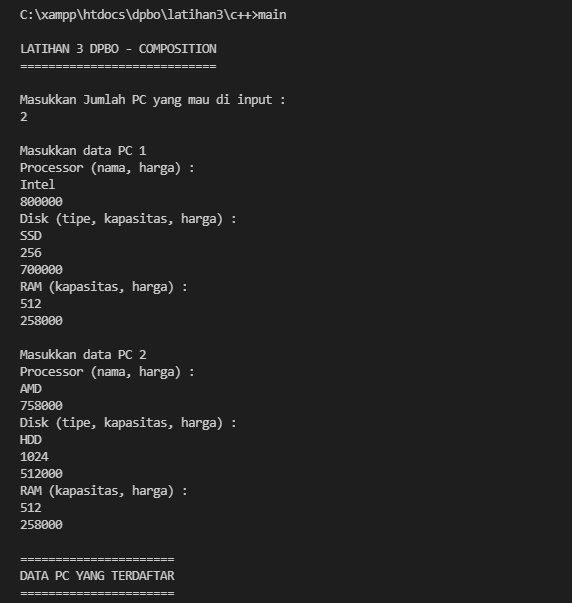 C:\xampp\htdocs\dpbo\latihan3\c++>main
LATIHAN 3 DPBO - COMPOSITION
============================
Masukkan Jumlah PC yang mau di input :
2
Masukkan data PC 1
Processor (nama, harga) :
Intel
800000
Disk (tipe, kapasitas, harga) :
SSD
256
700000
RAM (kapasitas, harga) :
512
258000
Masukkan data PC 2
Processor (nama, harga) :
AMD
758000
Disk (tipe, kapasitas, harga) :
HDD
1024
512000
RAM (kapasitas, harga) :
512
258000
======================
DATA PC YANG TERDAFTAR
======================